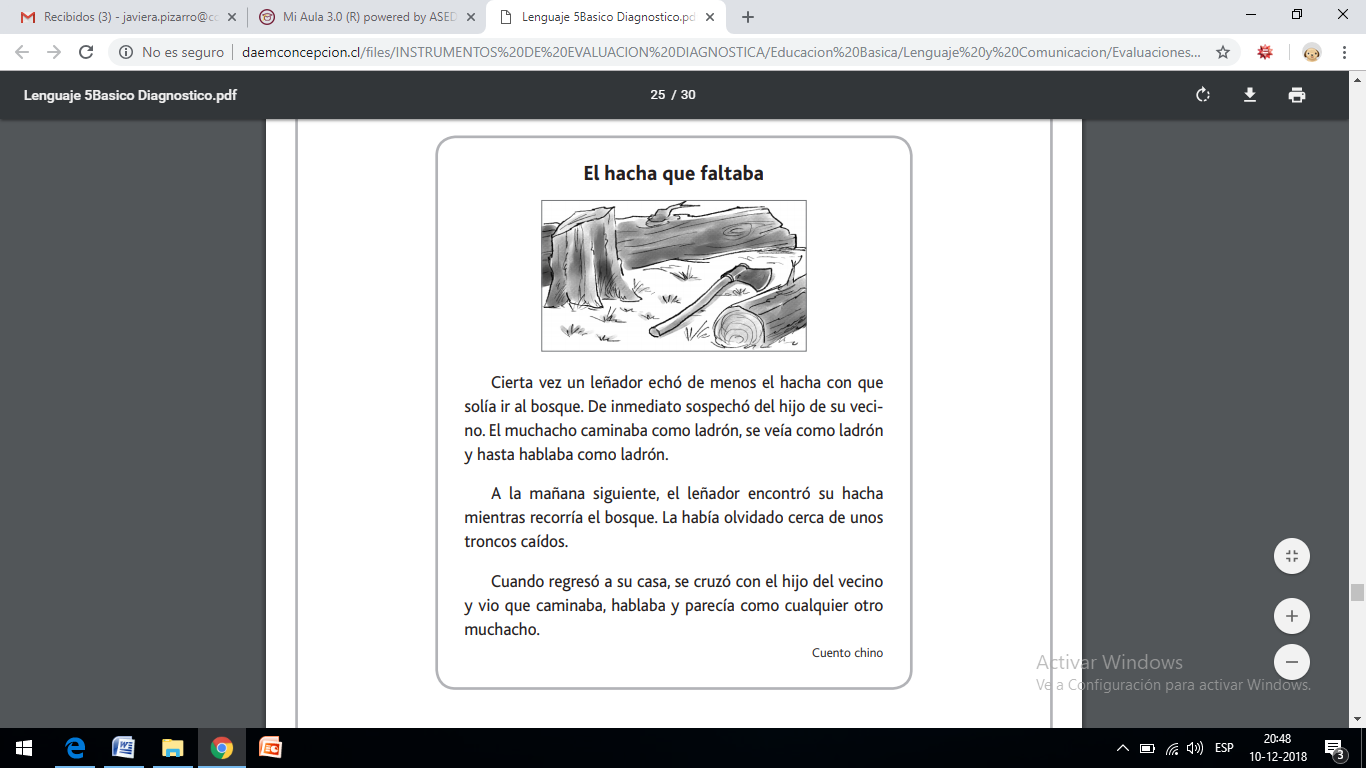 Recibidos (3) - javiera.pizarro@cc
Mi Aula 3.0 (R) powered by ASED
Lenguaje 5Basico Diagnostico.pd
No es seguro
daemconcepcion.cl/files/INSTRUMENTOS%20DE%20EVALUACION%20DIAGNOSTICA/Educacion%20Basica/Lenguaje%20y%20Comunicacion/Evaluaciones...
Lenguaje 5Basico Diagnostico.pdf
25 / 30
El hacha que faltaba
Cierta vez un leñador echó de menos el hacha con que
solía ir al bosque. De inmediato sospechó del hijo de su veci-
no. El muchacho caminaba como ladrón, se veía como ladrón
y hasta hablaba como ladrón.
A la mañana siguiente, el leñador encontró su hacha
mientras recorría el bosque. La había olvidado cerca de unos
troncos caídos.
Cuando regresó a su casa, se cruzó con el hijo del vecino
y vio que caminaba, hablaba y parecía como cualquier otro
muchacho.
Cuento chino
Activar Windows
Ve a Configuración para activar Windows.
ESP
20:48
10-12-2018
3